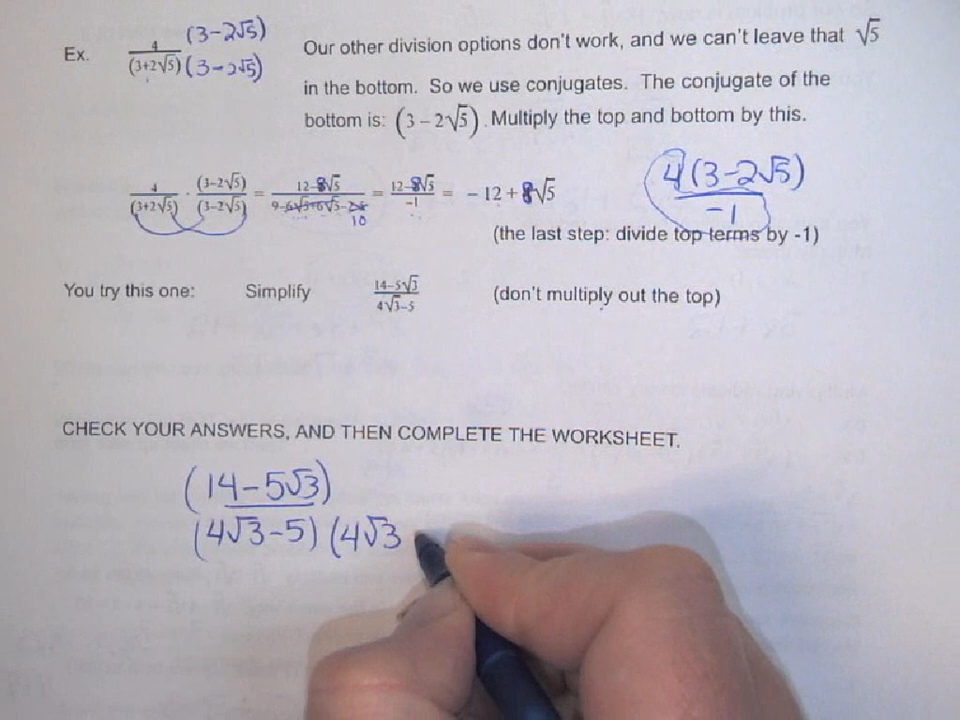 Ex. 4/(3+2√5) (3-2√5)/(3-2√5) Our other division options don't work, and we can't leave that √5
in the bottom. So we use conjugates. The conjugate of the
bottom is: (3 – 2√5) . Multiply the top and bottom by this.
4(3-2√5)/-1
4/(3+2√5) · (3–2√5)/(3–2√5) = 12–8√5/9–6√5+6√5–20 = 12–8√5/-1 = – 12 + 8√5
10
(the last step: divide top terms by -1)
You try this one: Simplify 14–5√3/4√3–5 (don't multiply out the top)
CHECK YOUR ANSWERS, AND THEN COMPLETE THE WORKSHEET.
(14-5√3)
(4√3-5) (4√3